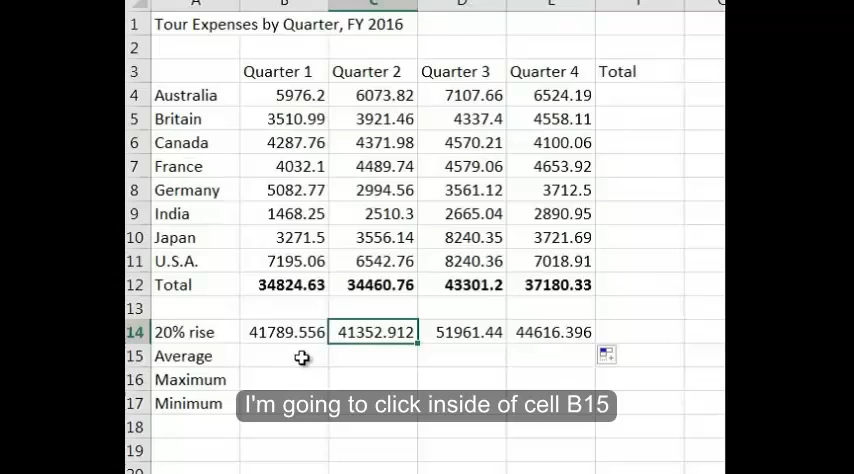 A B C D E F
1 Tour Expenses by Quarter, FY 2016
2
3 Quarter 1 Quarter 2 Quarter 3 Quarter 4 Total
4 Australia 5976.2 6073.82 7107.66 6524.19
5 Britain 3510.99 3921.46 4337.4 4558.11
6 Canada 4287.76 4371.98 4570.21 4100.06
7 France 4032.1 4489.74 4579.06 4653.92
8 Germany 5082.77 2994.56 3561.12 3712.5
9 India 1468.25 2510.3 2665.04 2890.95
10 Japan 3271.5 3556.14 8240.35 3721.69
11 U.S.A. 7195.06 6542.76 8240.36 7018.91
12 Total 34824.63 34460.76 43301.2 37180.33
13
14 20% rise 41789.556 41352.912 51961.44 44616.396
15 Average
16 Maximum
17 Minimum
I'm going to click inside of cell B15
18
19
20